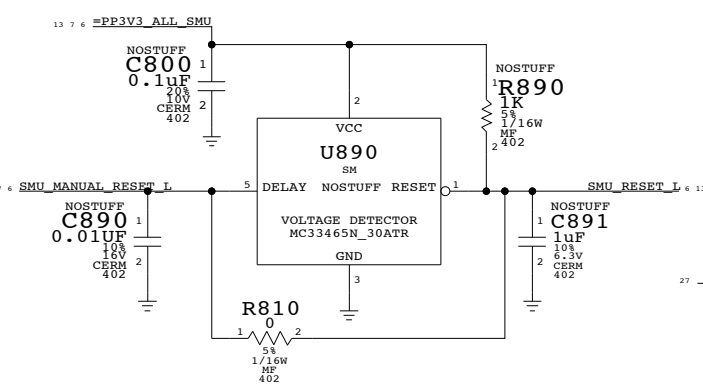 13 7 6 =PP3V3_ALL_SMU
NOSTUFF
C800
0.1uF
20%
10V
CERM
402
1
2
2
VCC
U890
SM
5 DELAY NOSTUFF RESET 1
VOLTAGE DETECTOR
MC33465N_30ATR
GND
3
NOSTUFF
1 R890
1K
5%
1/16W
MF
2 402
6 SMU_MANUAL_RESET_L
NOSTUFF
C890
0.01UF
10%
16V
CERM
402
1
2
SMU_RESET_L 6 13
NOSTUFF
1 C891
1uF
10%
2 6.3V
CERM
402
27
R810
0
1 2
5%
1/16W
MF
402